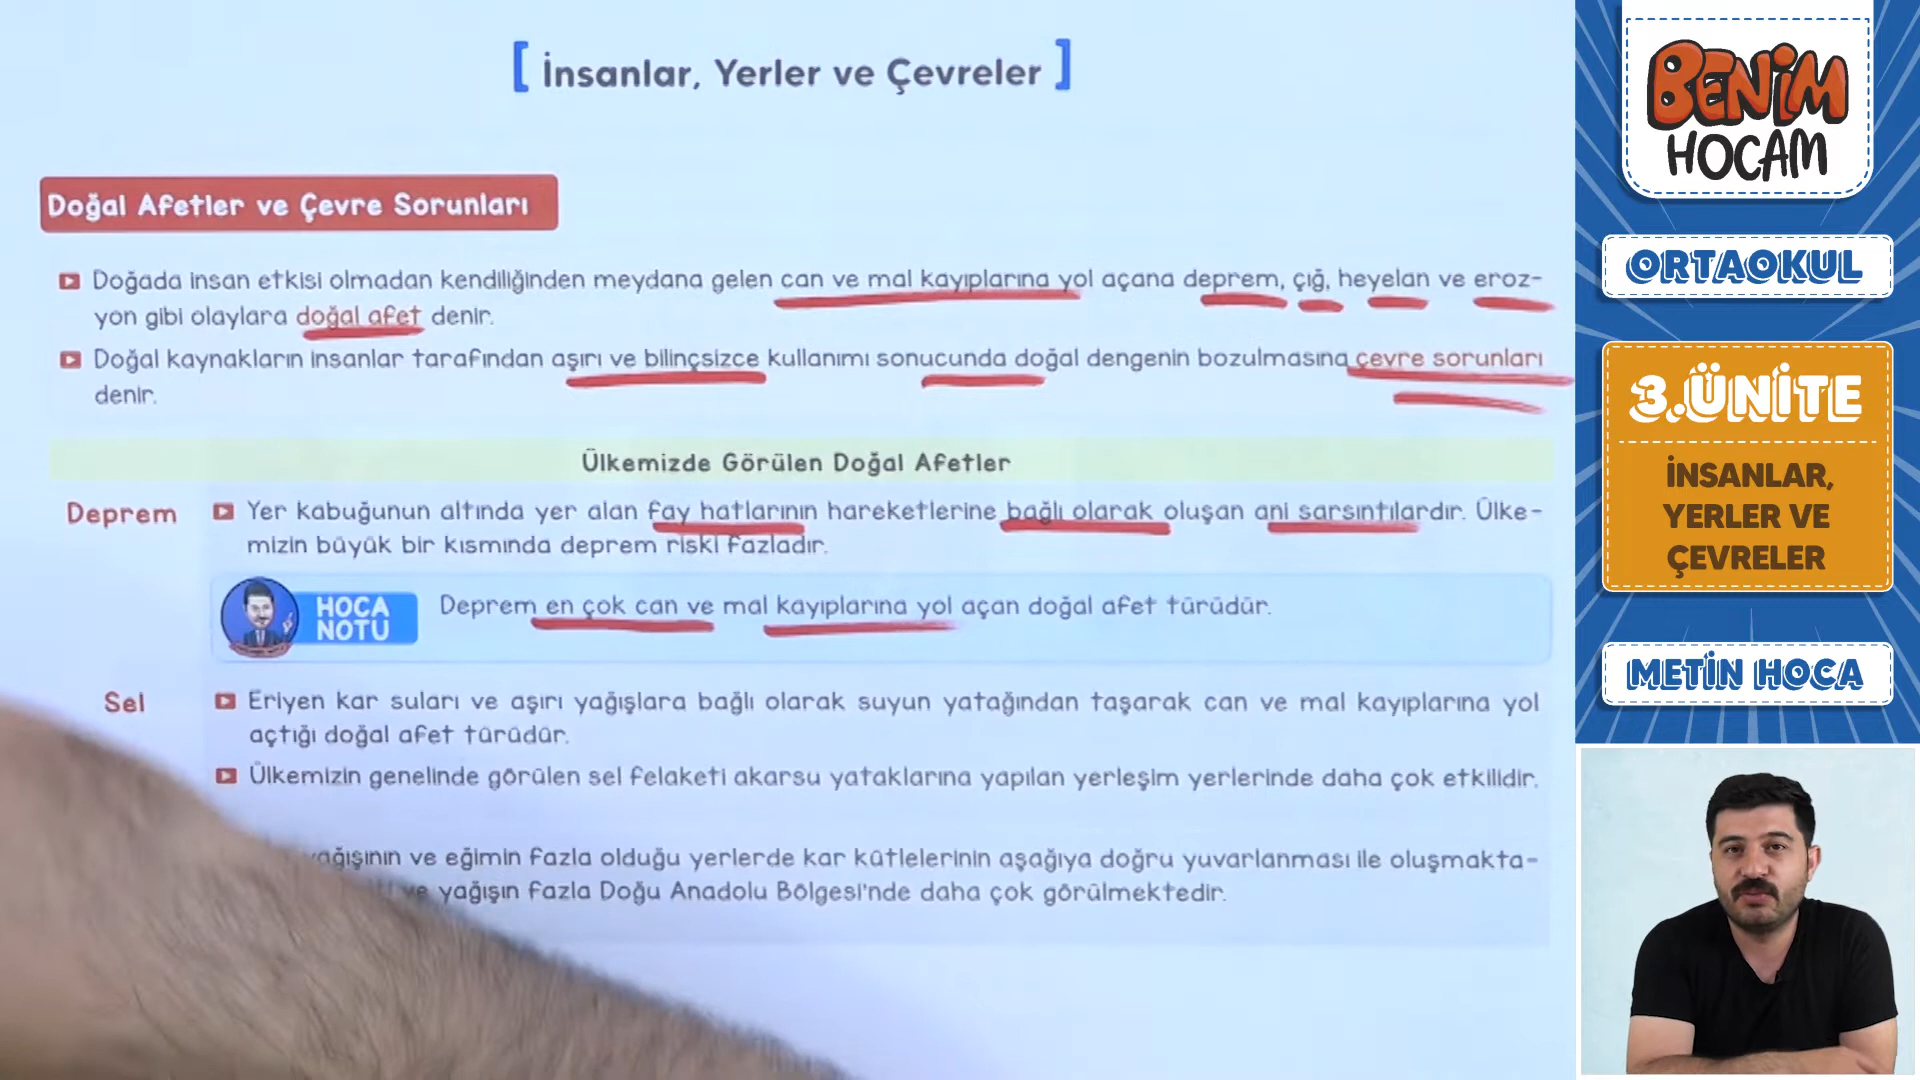 [ İnsanlar, Yerler ve Çevreler ]
Doğal Afetler ve Çevre Sorunları
Doğada insan etkisi olmadan kendiliğinden meydana gelen can ve mal kayıplarına yol açana deprem, çığ, heyelan ve eroz-
yon gibi olaylara doğal afet denir.
Doğal kaynakların insanlar tarafından aşırı ve bilinçsizce kullanımı sonucunda doğal dengenin bozulmasına çevre sorunları
denir.
Ülkemizde Görülen Doğal Afetler
Deprem
Yer kabuğunun altında yer alan fay hatlarının hareketlerine bağlı olarak oluşan ani sarsıntılardır. Ülke-
mizin büyük bir kısmında deprem riski fazladır.
HOCA
NOTU
Deprem en çok can ve mal kayıplarına yol açan doğal afet türüdür.
Sel
Eriyen kar suları ve aşırı yağışlara bağlı olarak suyun yatağından taşarak can ve mal kayıplarına yol
açtığı doğal afet türüdür.
Ülkemizin genelinde görülen sel felaketi akarsu yataklarına yapılan yerleşim yerlerinde daha çok etkilidir.
ve eğimin fazla olduğu yerlerde kar kütlelerinin aşağıya doğru yuvarlanması ile oluşmakta-
yağışın fazla Doğu Anadolu Bölgesi'nde daha çok görülmektedir.
BENİM
HOCAM
ORTAOKUL
3.ÜNİTE
İNSANLAR,
YERLER VE
ÇEVRELER
METİN HOCA